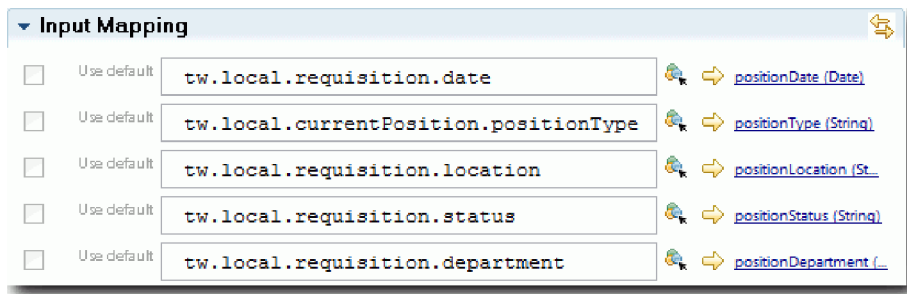 Input Mapping
Use default tw.local.requisition.date positionDate (Date)
Use default tw.local.currentPosition.positionType positionType (String)
Use default tw.local.requisition.location positionLocation (St...
Use default tw.local.requisition.status positionStatus (String)
Use default tw.local.requisition.department positionDepartment (...